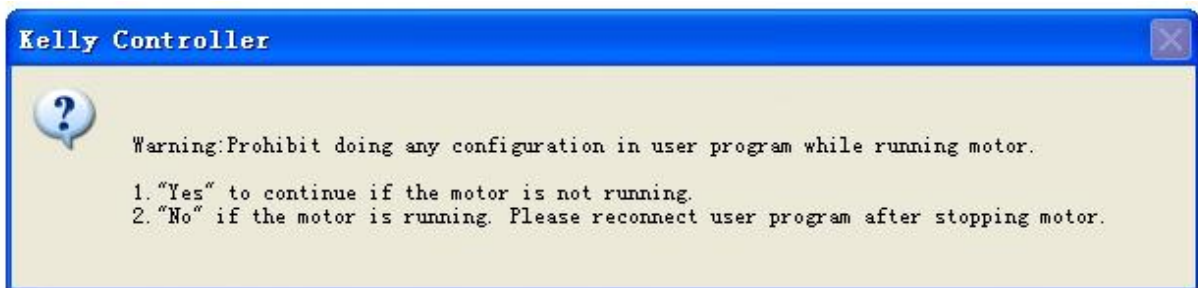 Kelly Controller
?
Warning:Prohibit doing any configuration in user program while running motor.
1."Yes" to continue if the motor is not running.
2."No" if the motor is running. Please reconnect user program after stopping motor.